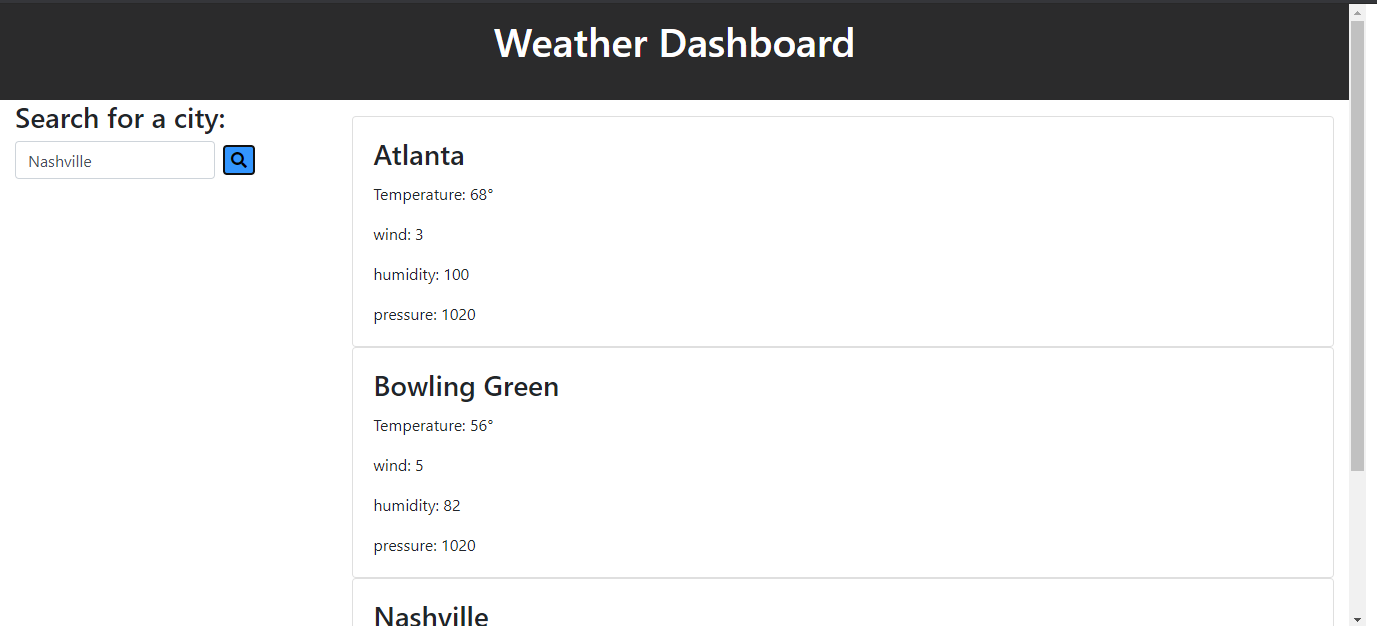 Weather Dashboard
Search for a city:
Nashville
Atlanta
Temperature: 68°
wind: 3
humidity: 100
pressure: 1020
Bowling Green
Temperature: 56°
wind: 5
humidity: 82
pressure: 1020
Nashville